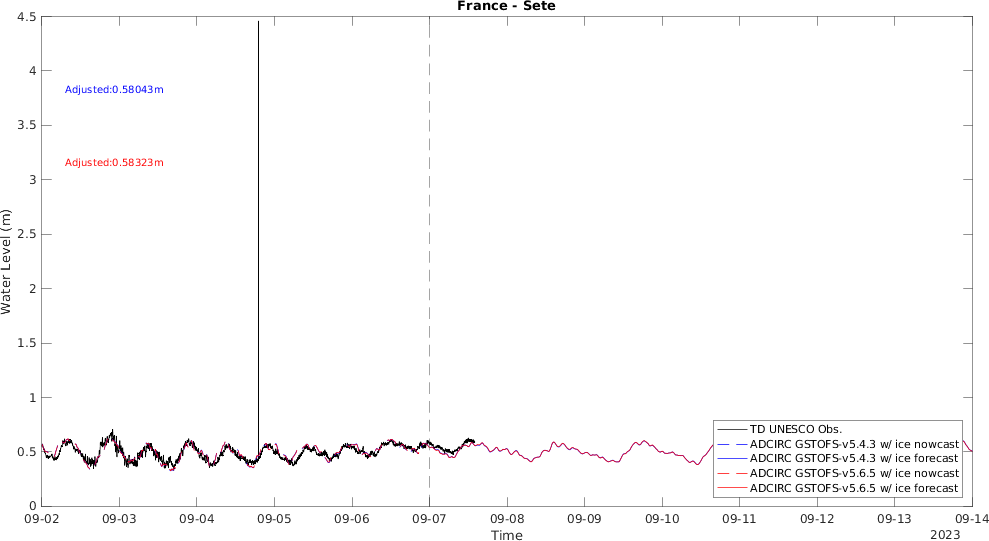 France - Sete
4.5
4
3.5
3
2.5
2
1.5
1
0.5
0
Water Level (m)
Adjusted:0.58043m
Adjusted:0.58323m
TD UNESCO Obs.
ADCIRC GSTOFS-v5.4.3 w/ ice nowcast
ADCIRC GSTOFS-v5.4.3 w/ ice forecast
ADCIRC GSTOFS-v5.6.5 w/ ice nowcast
ADCIRC GSTOFS-v5.6.5 w/ ice forecast
09-02 09-03 09-04 09-05 09-06 09-07 09-08 09-09 09-10 09-11 09-12 09-13 09-14
Time
2023